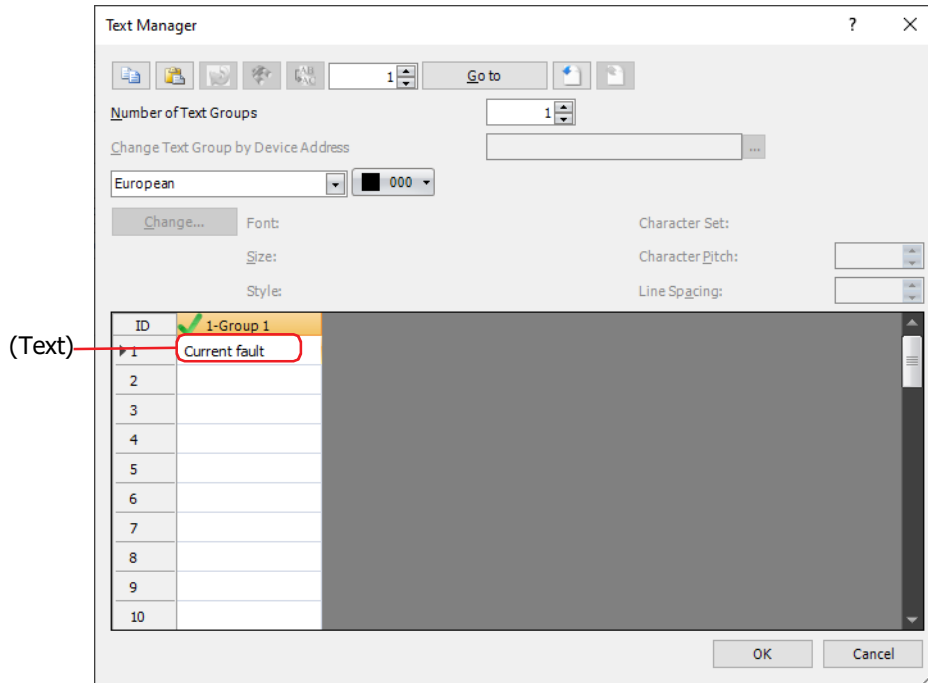 Text Manager
? 
1 Go to
Number of Text Groups 1
Change Text Group by Device Address ...
European 000
Change... Font: Character Set:
Size: Character Pitch:
Style: Line Spacing:
ID 1-Group 1
(Text) 1 Current fault
2
3
4
5
6
7
8
9
10
OK Cancel